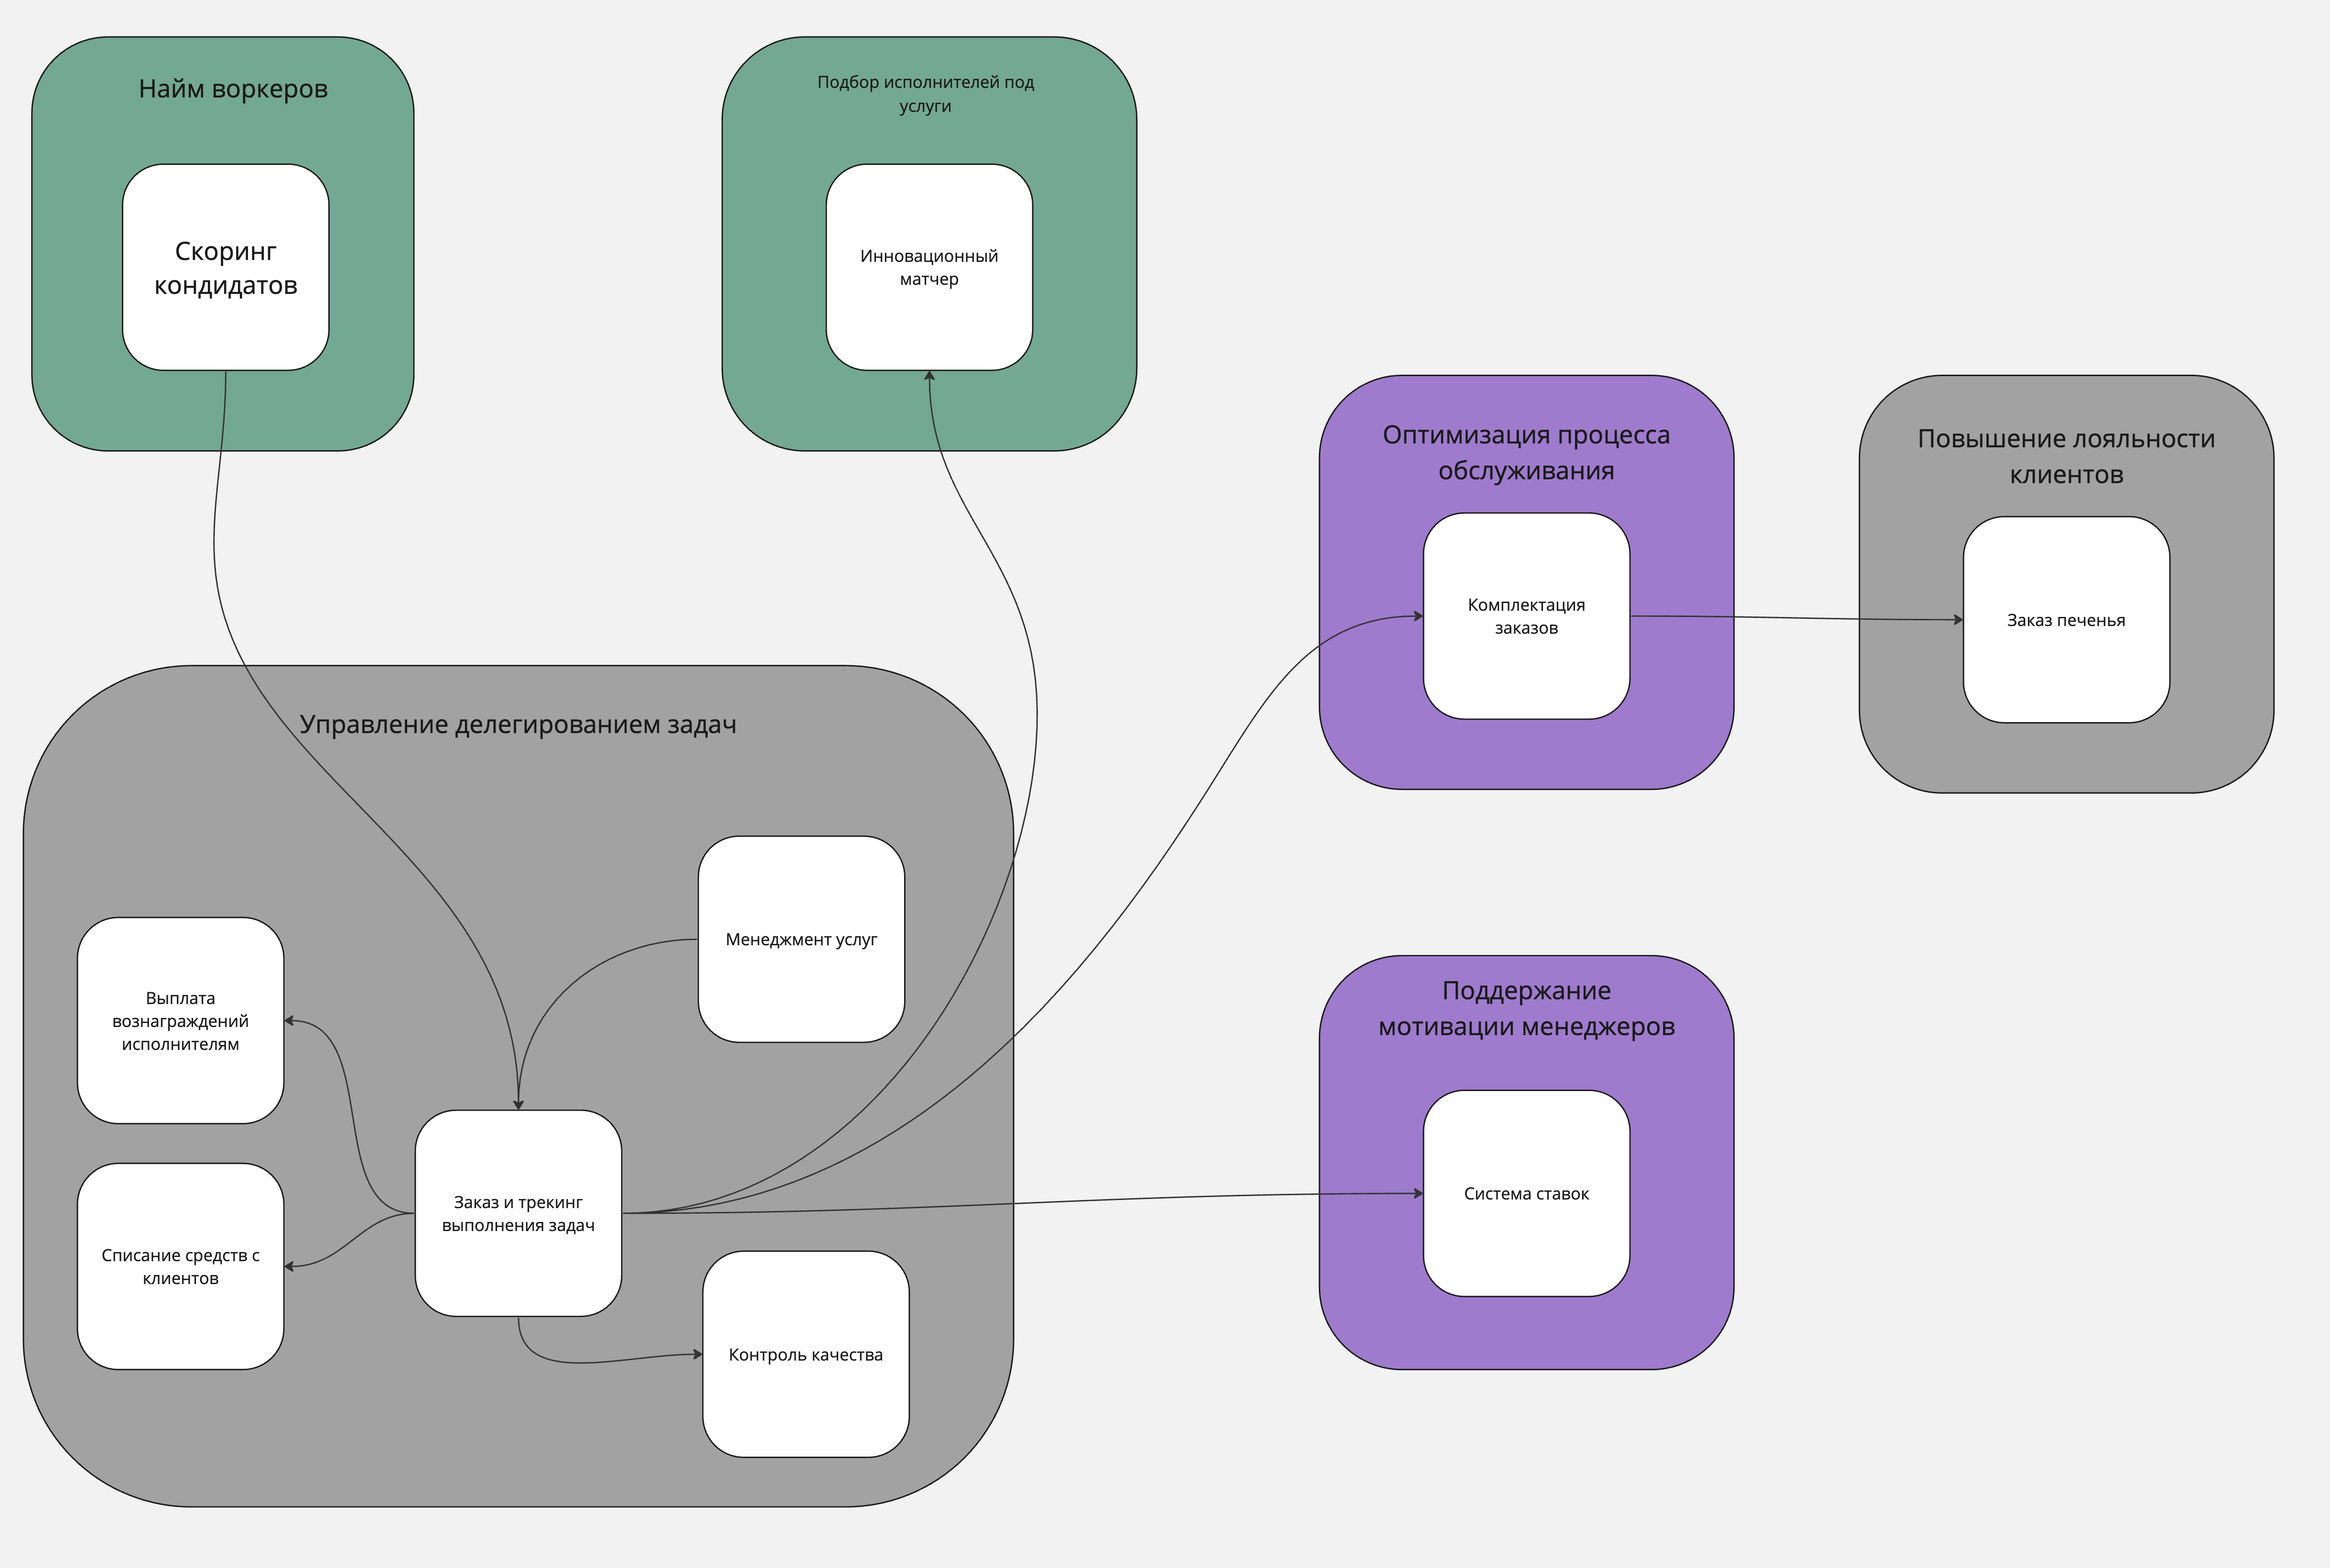 Найм воркеров
Скоринг
кондидатов
Подбор исполнителей под
услуги
Инновационный
матчер
Оптимизация процесса
обслуживания
Комплектация
заказов
Повышение лояльности
клиентов
Заказ печенья
Управление делегированием задач
Менеджмент услуг
Выплата
вознаграждений
исполнителям
Заказ и трекинг
выполнения задач
Списание средств с
клиентов
Контроль качества
Поддержание
мотивации менеджеров
Система ставок